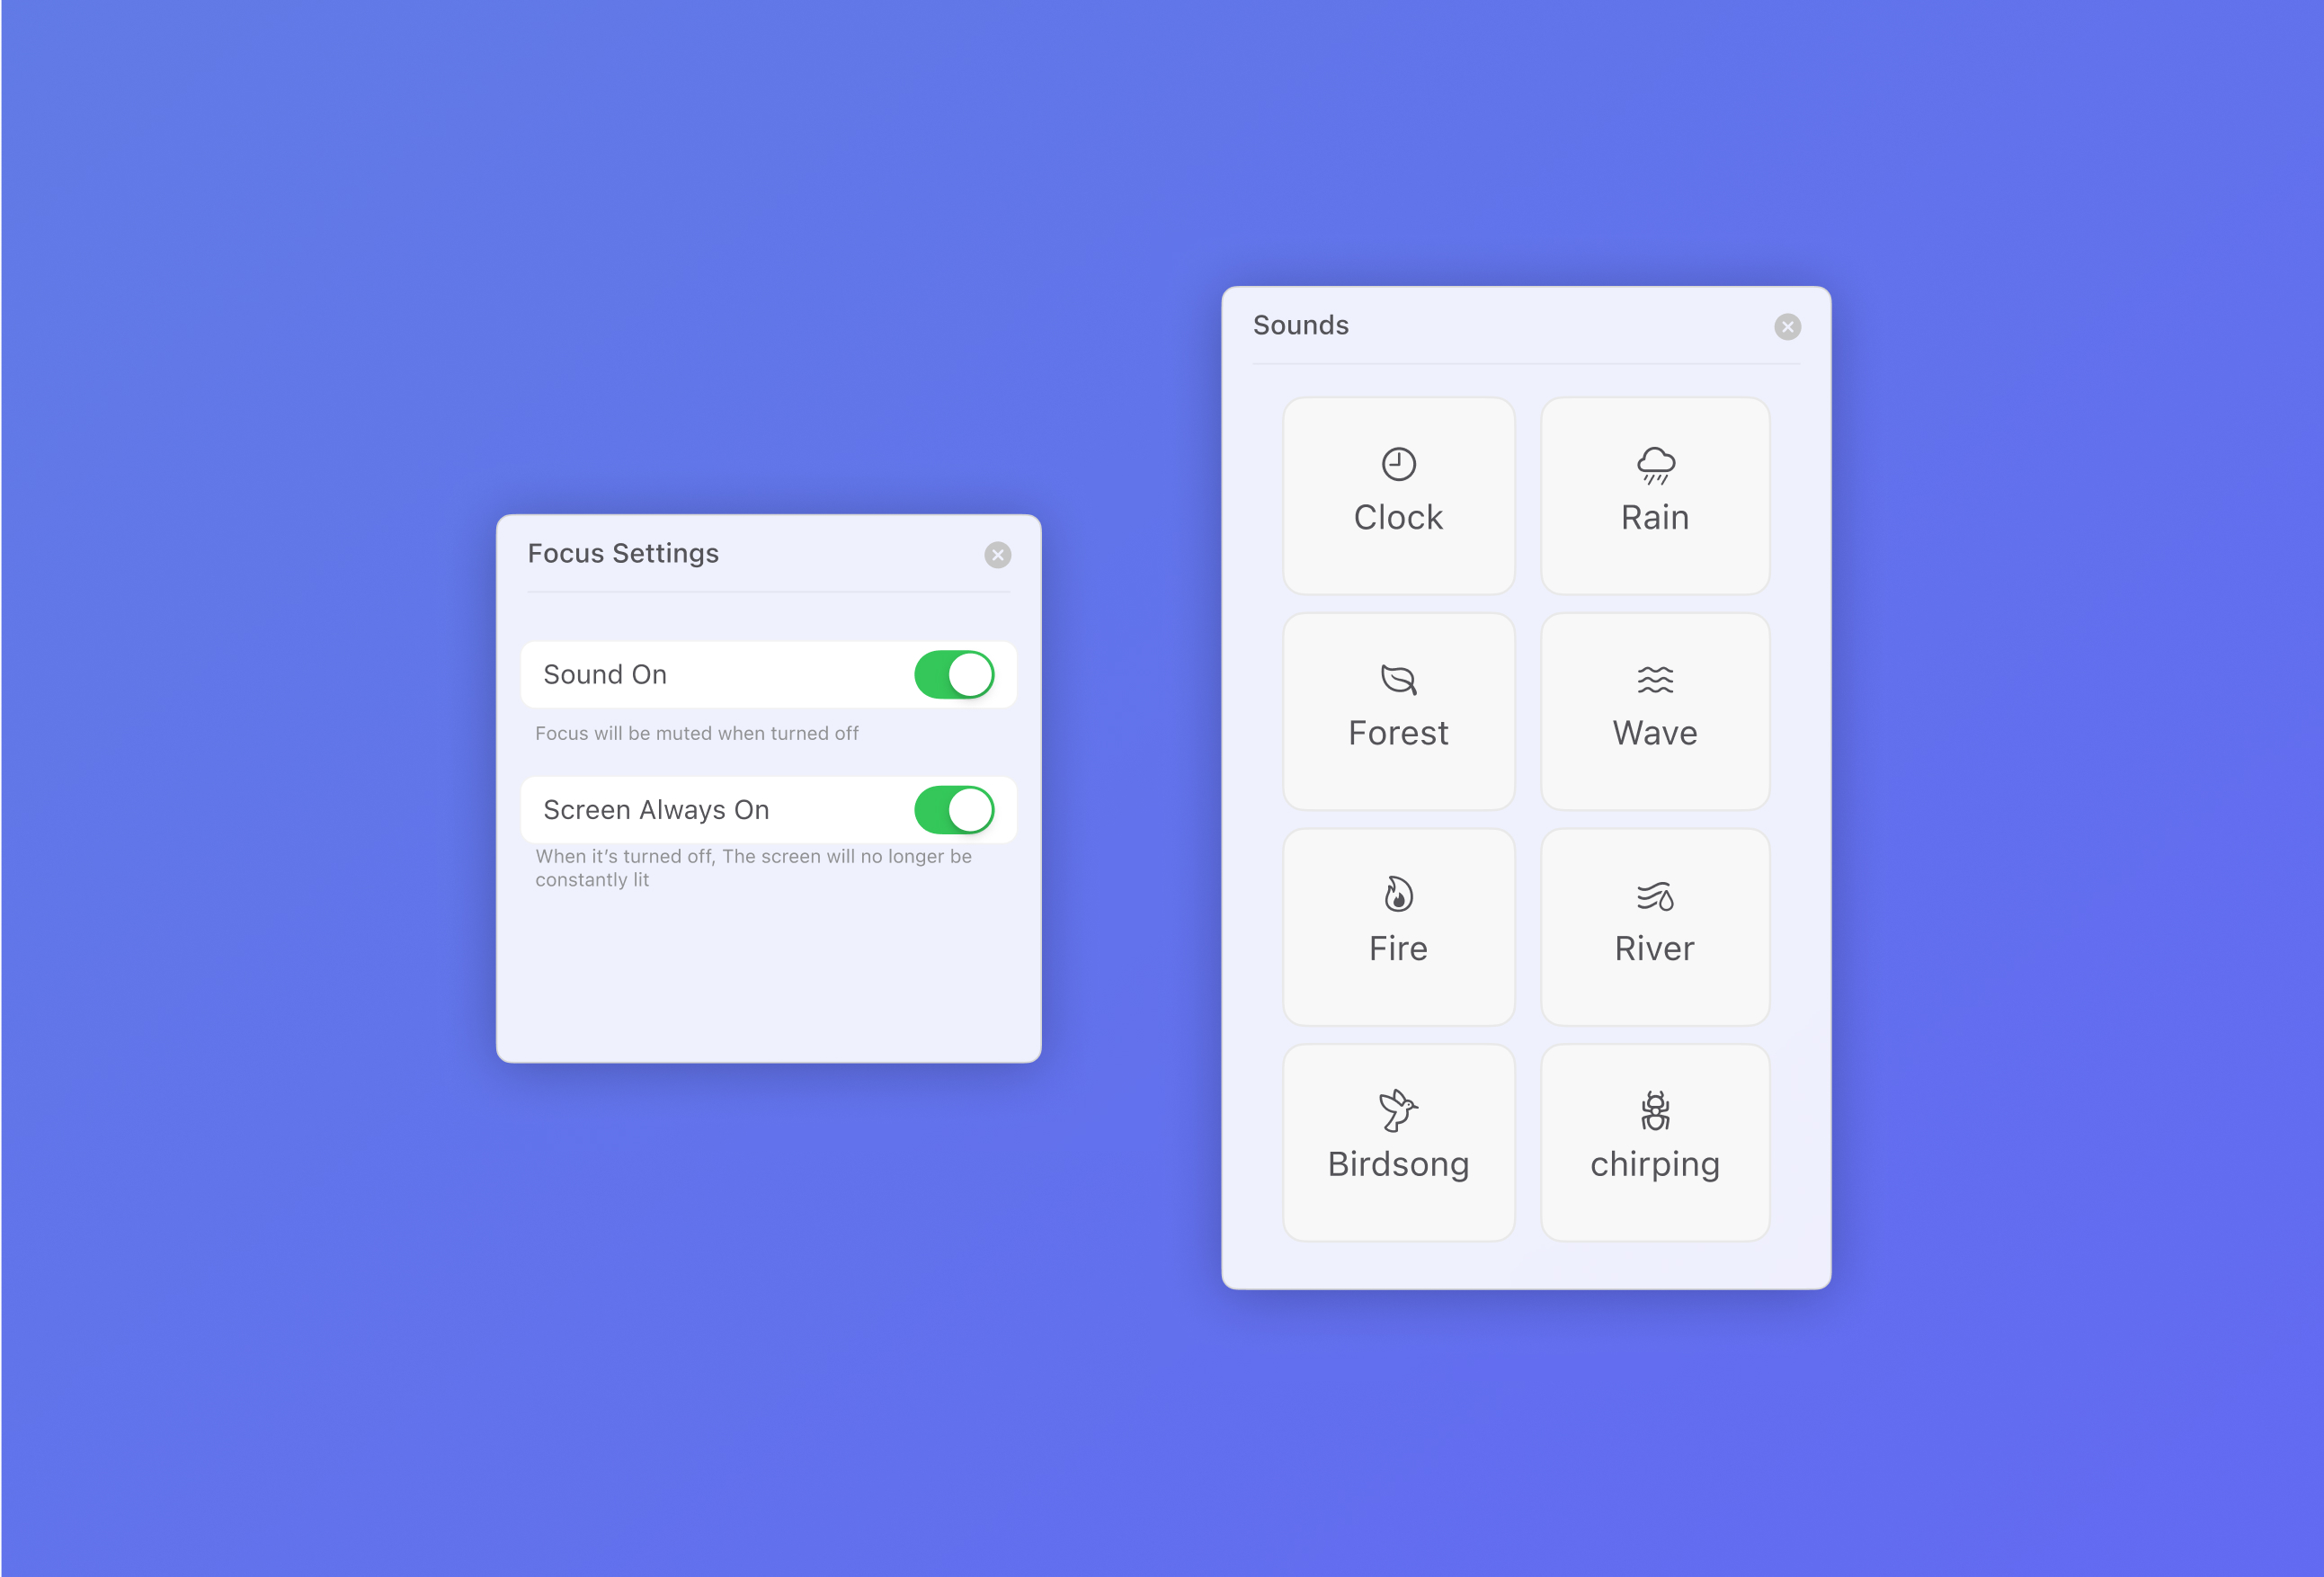 Focus Settings
Sound On
Focus will be muted when turned off
Screen Always On
When it’s turned off, The screen will no longer be
constantly lit
Sounds
Clock
Rain
Forest
Wave
Fire
River
Birdsong
chirping